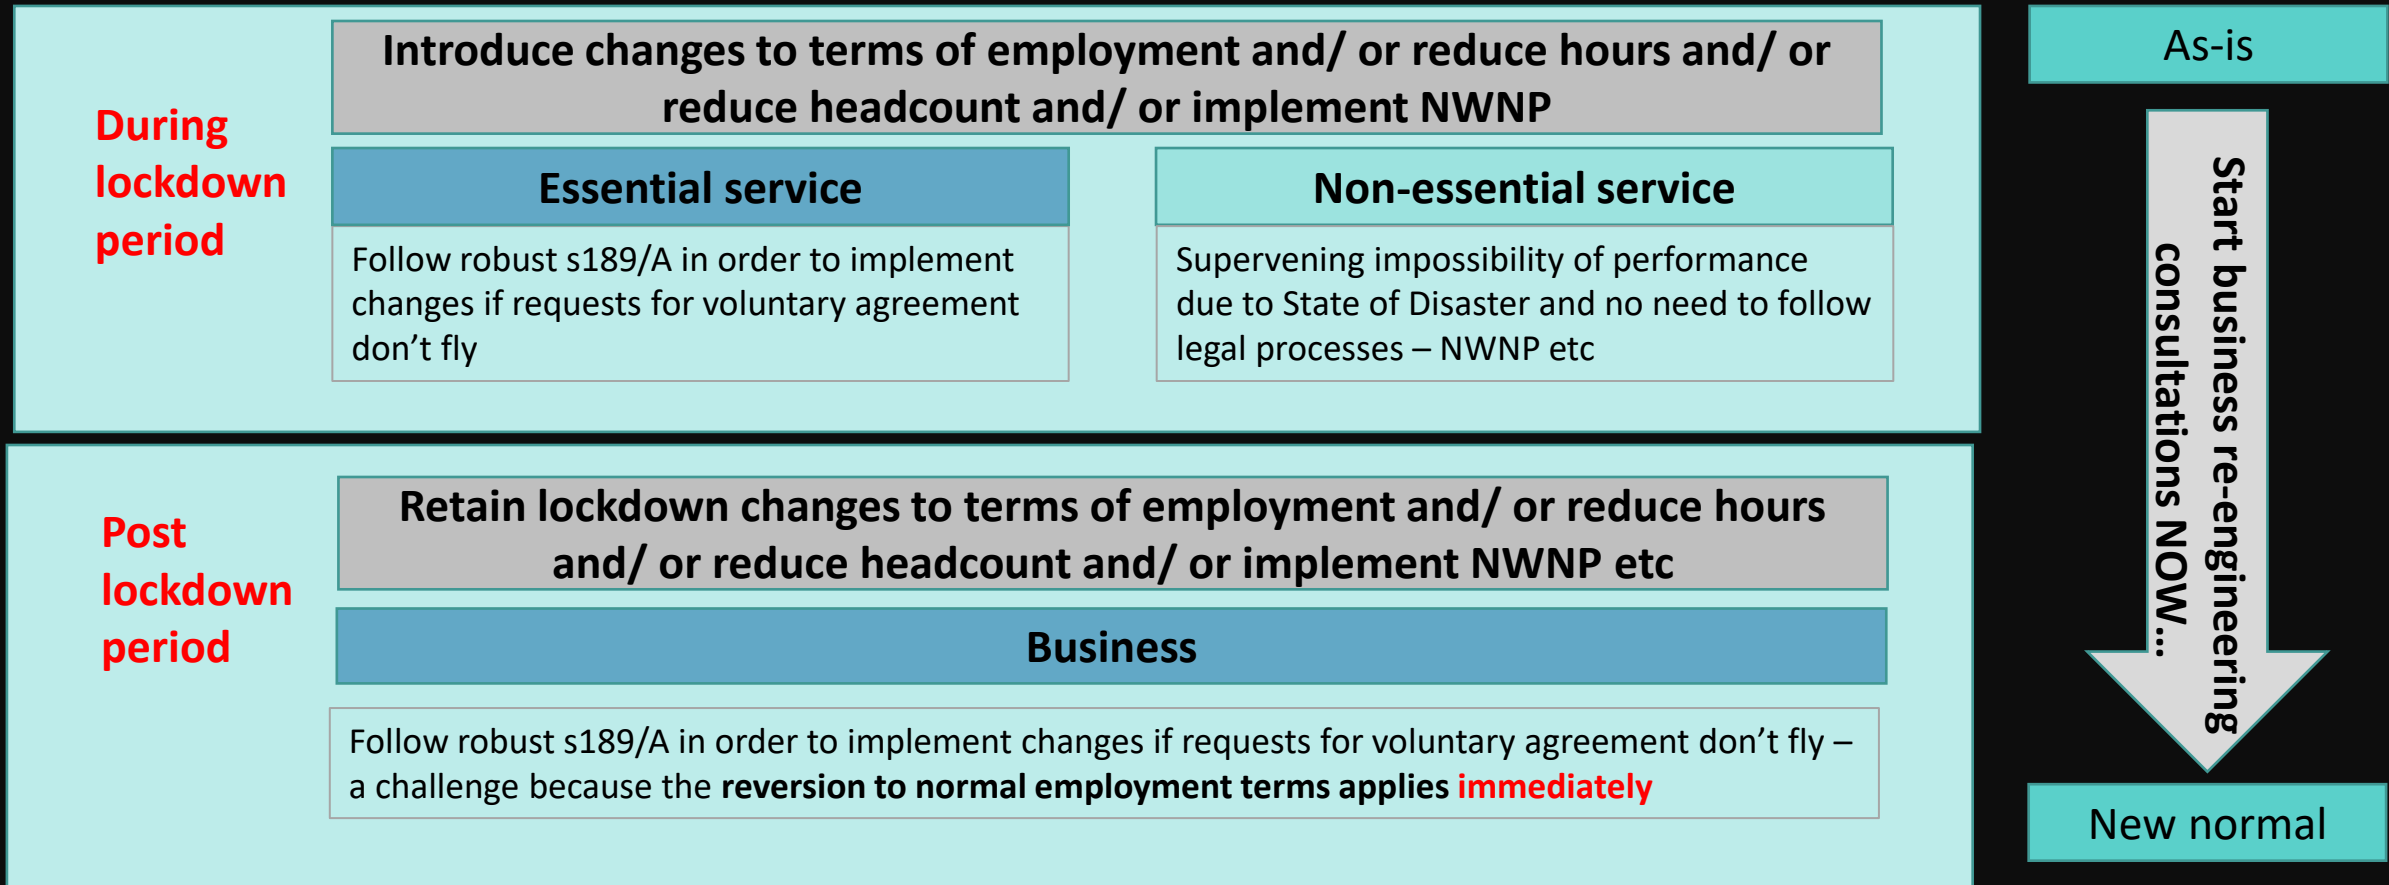 During
lockdown
period
Introduce changes to terms of employment and/ or reduce hours and/ or
reduce headcount and/ or implement NWNP
Essential service
Follow robust s189/A in order to implement
changes if requests for voluntary agreement
don’t fly
Non-essential service
Supervening impossibility of performance
due to State of Disaster and no need to follow
legal processes – NWNP etc
Post
lockdown
period
Retain lockdown changes to terms of employment and/ or reduce hours
and/ or reduce headcount and/ or implement NWNP etc
Business
Follow robust s189/A in order to implement changes if requests for voluntary agreement don’t fly –
a challenge because the reversion to normal employment terms applies immediately
As-is
Start business re-engineering
consultations NOW…
New normal